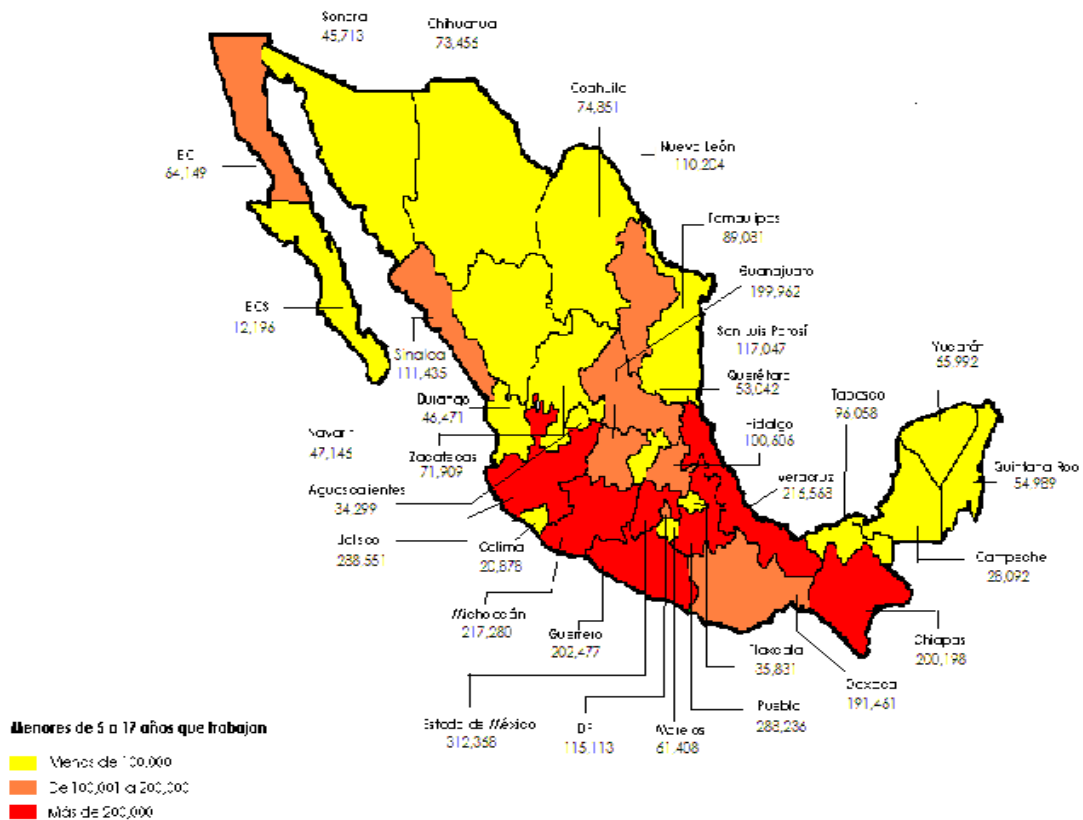 Sonora
45,713
Chihuahua
73,456
Coahuila
74,851
Nuevo León
110,204
BC
64,149
Tamaulipas
89,031
Guanajuato
199,962
BCS
12,196
San Luis Potosí
117,047
Sinaloa
111,435
Querétaro
53,042
Yucatán
55,992
Tabasco
96,058
Durango
46,471
Hidalgo
100,606
Nayarit
47,146
Zacatecas
71,909
Veracruz
216,568
Quintana Roo
54,989
Aguascalientes
34,299
Jalisco
238,551
Colima
20,878
Campeche
28,092
Michoacán
217,280
Guerrero
202,477
Tlaxcala
35,831
Chiapas
200,198
Oaxaca
191,461
Estado de México
312,368
DF
115,113
Morelos
61,408
Puebla
288,236
Menores de 5 a 17 años que trabajan
Menos de 100,000
De 100,001 a 200,000
Más de 200,000